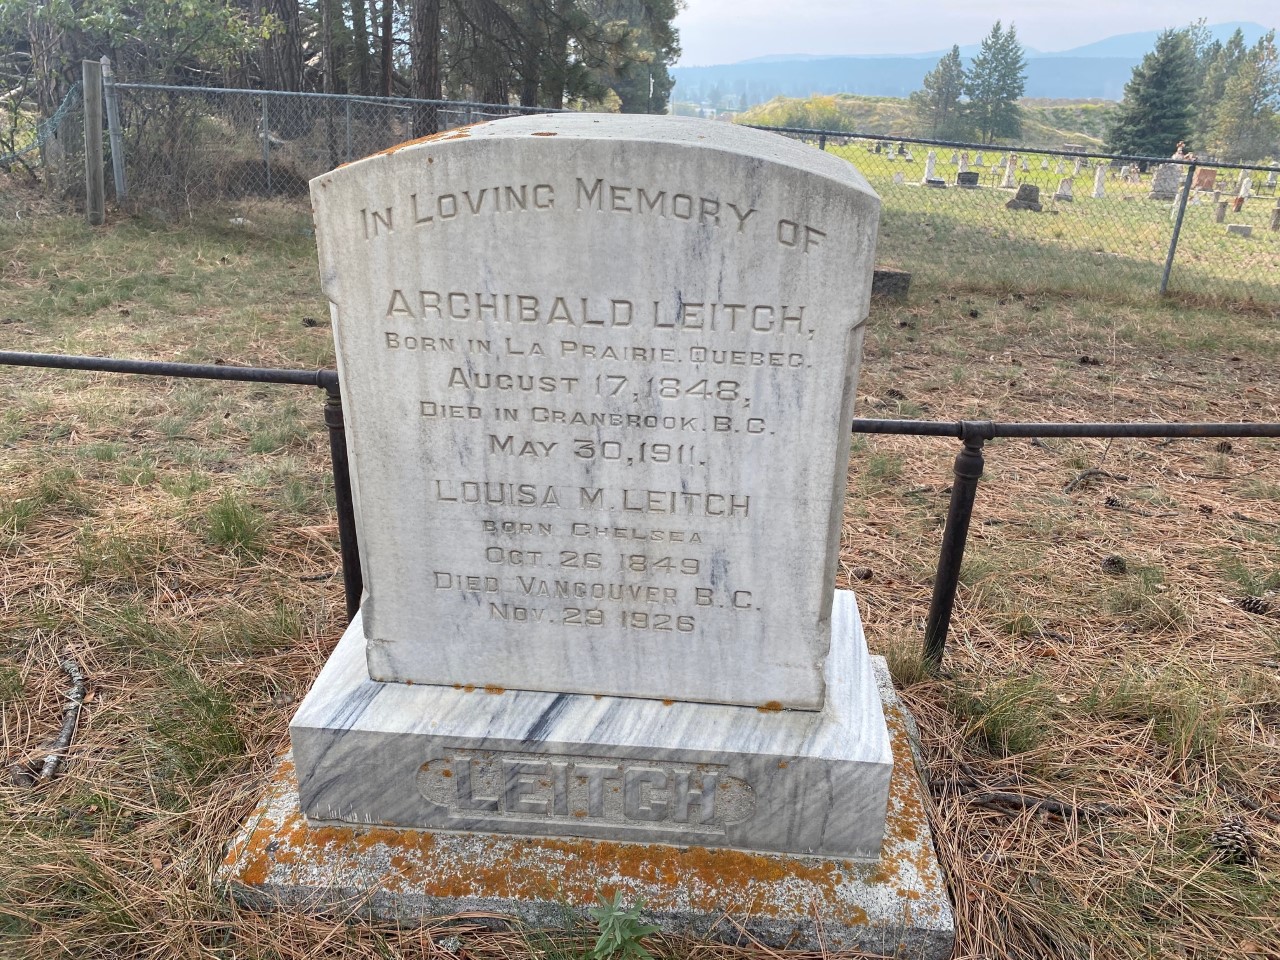 IN LOVING MEMORY OF
ARCHIBALD LEITCH,
BORN IN LA PRAIRIE. QUEBEC.
AUGUST 17, 1848,
DIED IN CRANBROOK. B.C.
MAY 30, 1911.
LOUISA M. LEITCH
BORN CHELSEA
OCT. 26 1849
DIED VANCOUVER B.C.
NOV. 29 1926
LEITCH